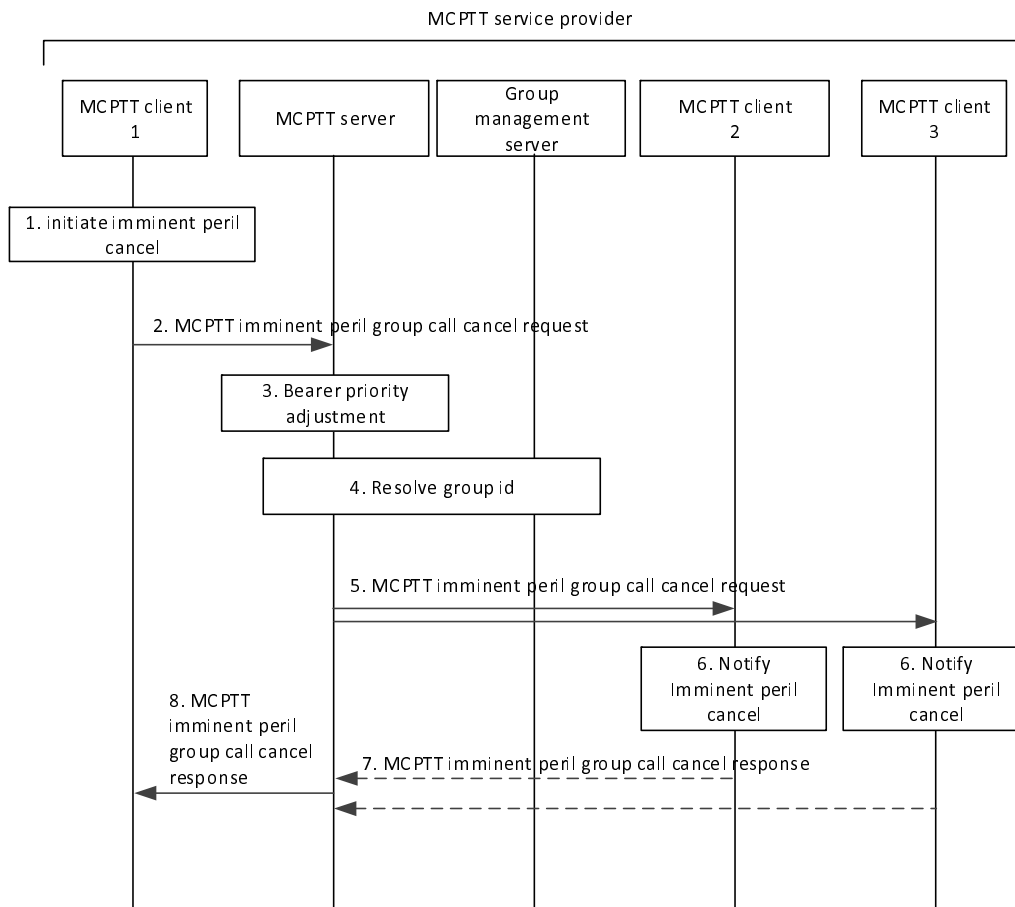 MCPTT service provider
MCPTT client
1
MCPTT server
Group
management
server
MCPTT client
2
MCPTT client
3
1. initiate imminent peril
cancel
2. MCPTT imminent peril group call cancel request
3. Bearer priority
adjustment
4. Resolve group id
5. MCPTT imminent peril group call cancel request
6. Notify
Imminent peril
cancel
6. Notify
Imminent peril
cancel
8. MCPTT
imminent peril
group call cancel
response
7. MCPTT imminent peril group call cancel response